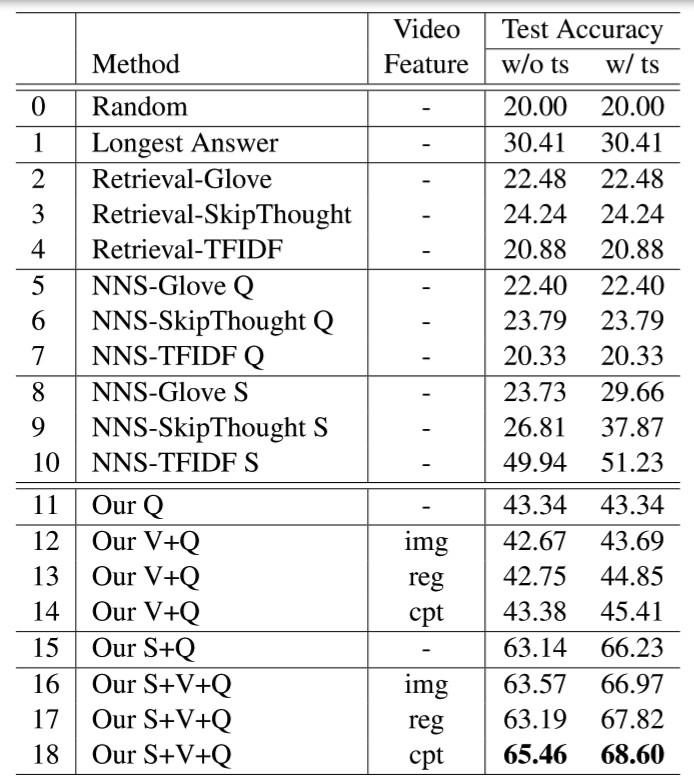 Video Test Accuracy
Method Feature w/o ts w/ ts
0 Random - 20.00 20.00
1 Longest Answer - 30.41 30.41
2 Retrieval-Glove - 22.48 22.48
3 Retrieval-SkipThought - 24.24 24.24
4 Retrieval-TFIDF - 20.88 20.88
5 NNS-Glove Q - 22.40 22.40
6 NNS-SkipThought Q - 23.79 23.79
7 NNS-TFIDF Q - 20.33 20.33
8 NNS-Glove S - 23.73 29.66
9 NNS-SkipThought S - 26.81 37.87
10 NNS-TFIDF S - 49.94 51.23
11 Our Q - 43.34 43.34
12 Our V+Q img 42.67 43.69
13 Our V+Q reg 42.75 44.85
14 Our V+Q cpt 43.38 45.41
15 Our S+Q - 63.14 66.23
16 Our S+V+Q img 63.57 66.97
17 Our S+V+Q reg 63.19 67.82
18 Our S+V+Q cpt 65.46 68.60